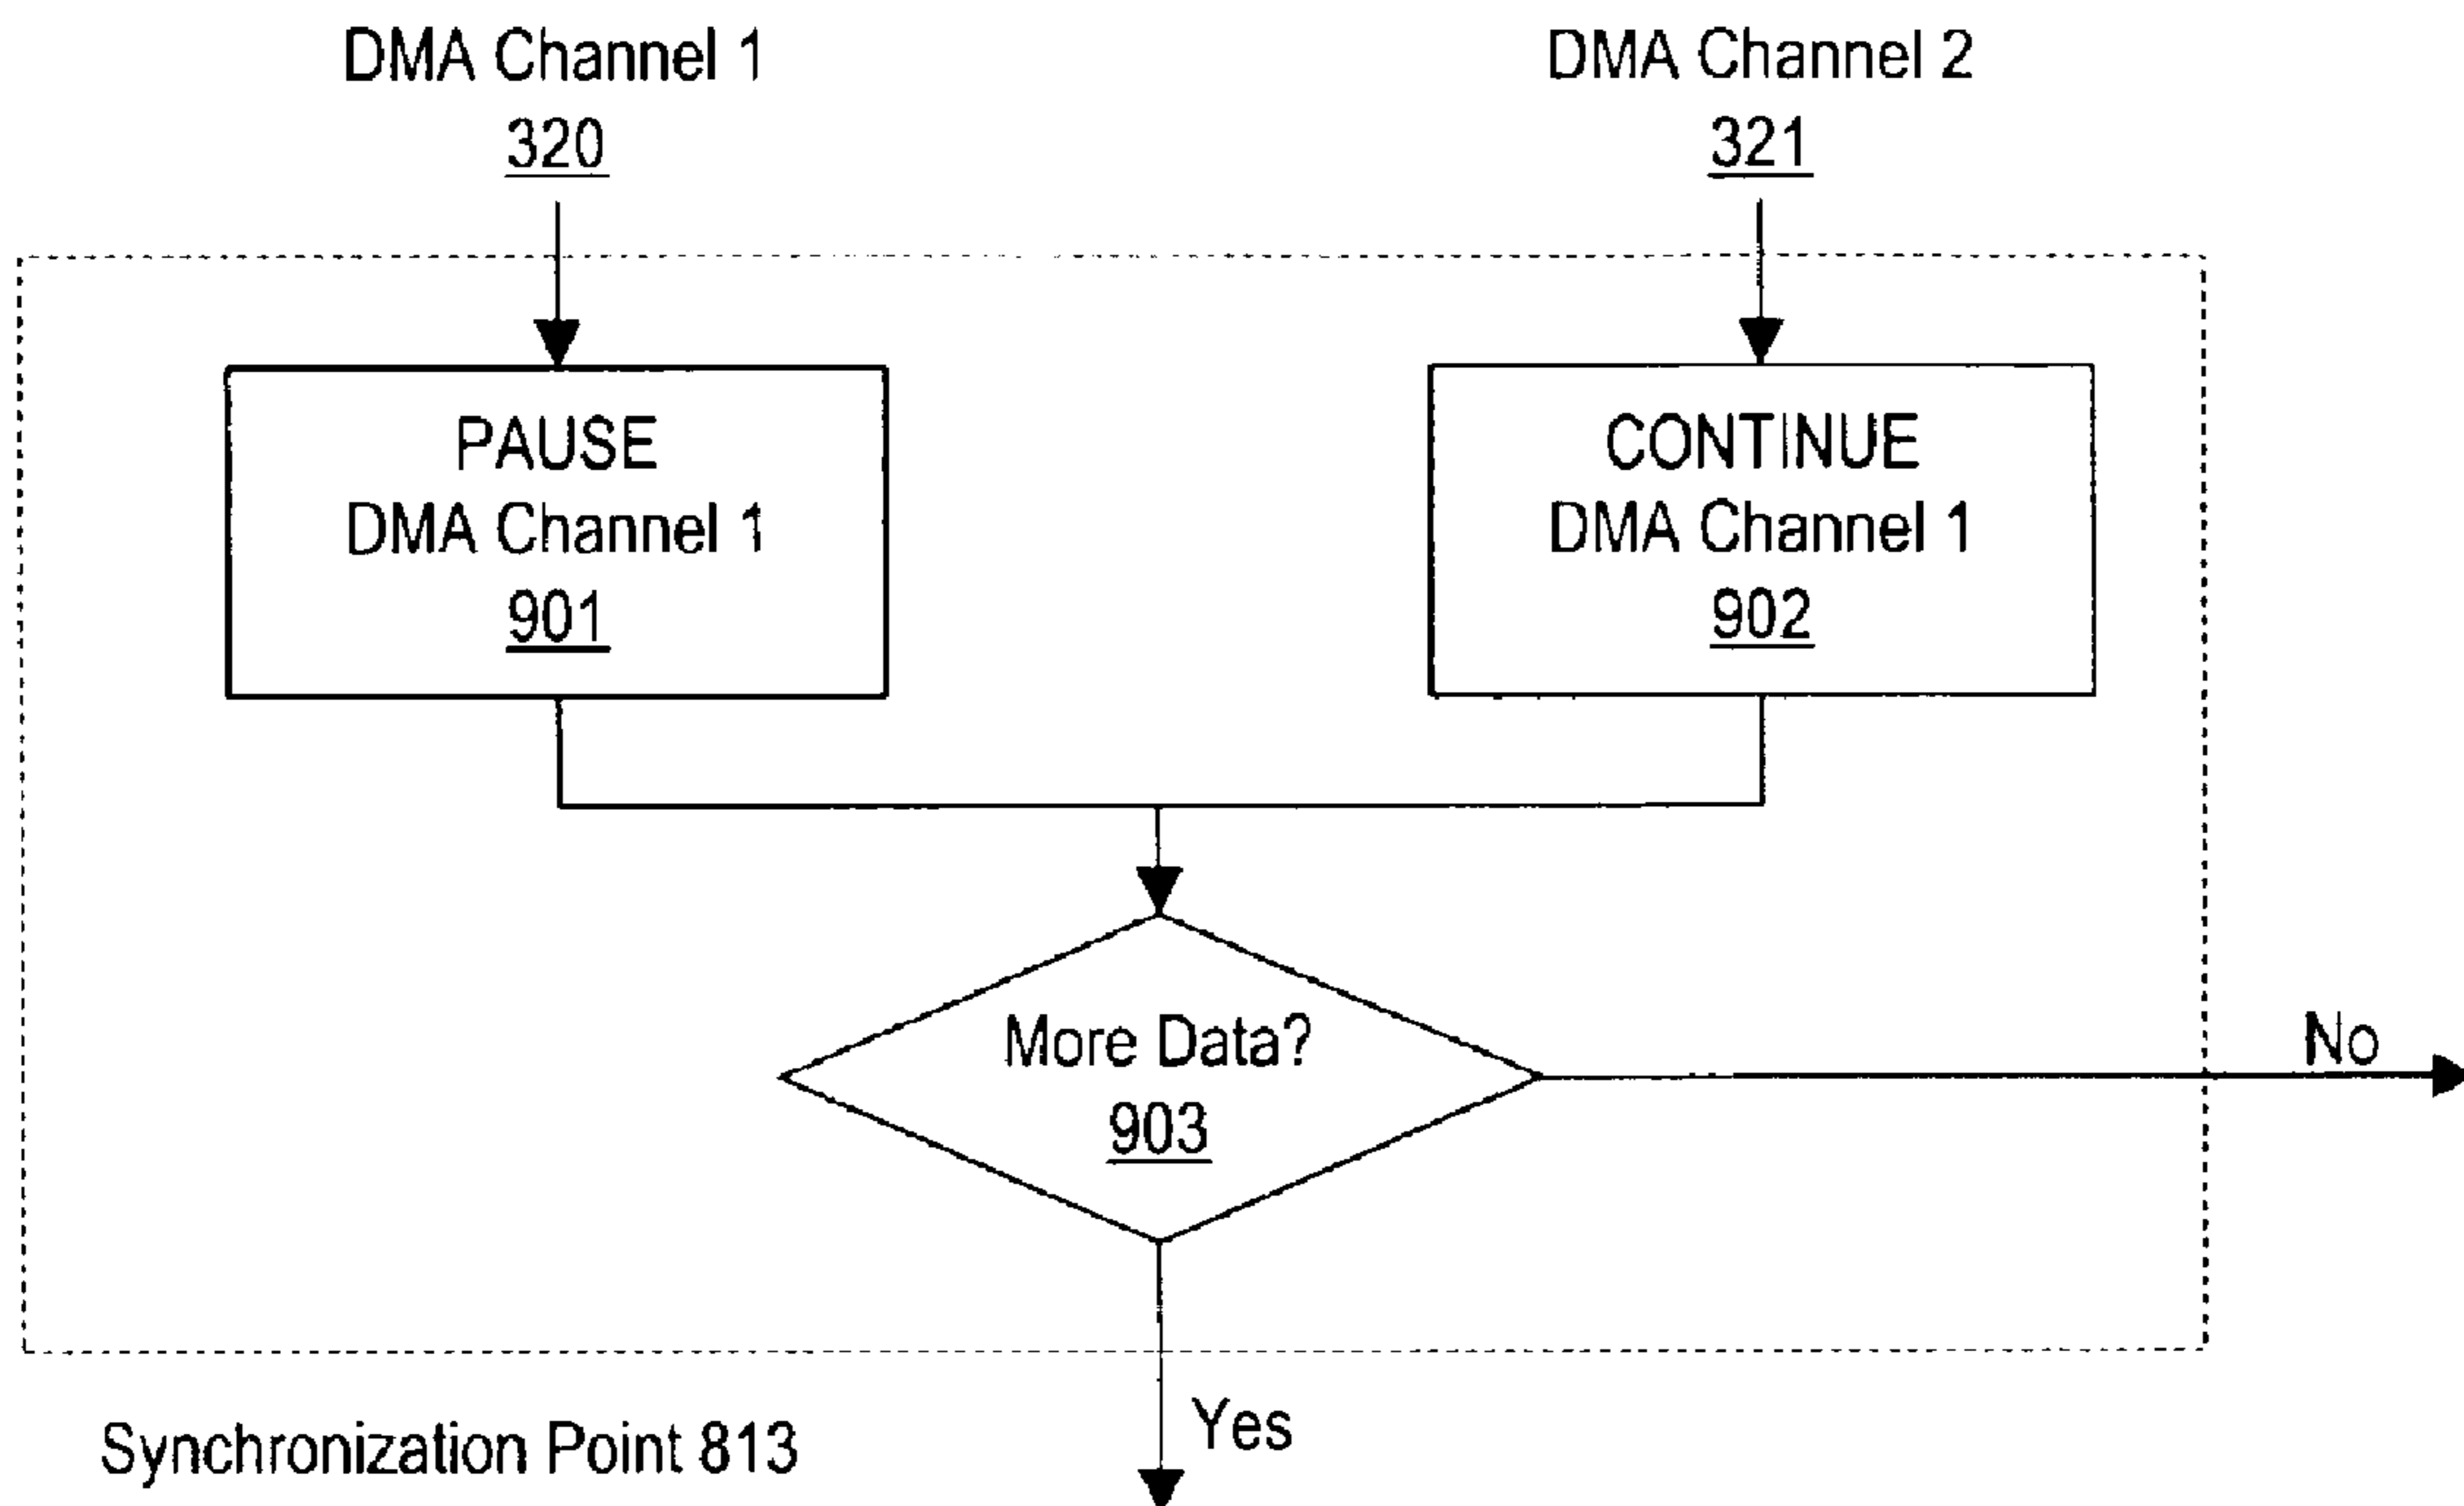 DMA Channel 1
320
DMA Channel 2
321
PAUSE
DMA Channel 1
901
CONTINUE
DMA Channel 1
902
More Data?
903
No
Yes
Synchronization Point 813